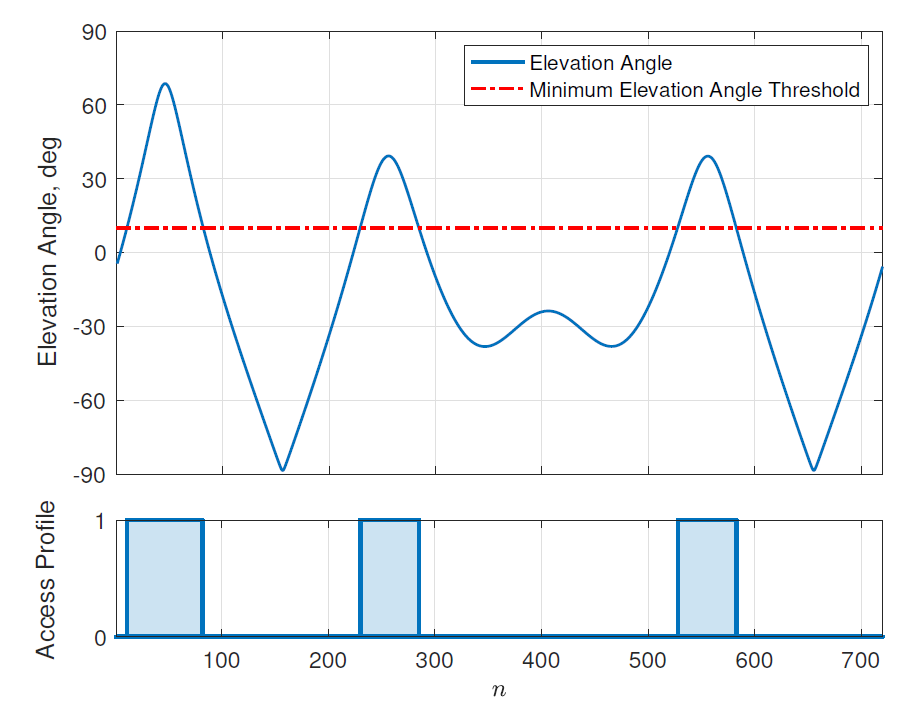 90
60
30
0
-30
-60
-90
Elevation Angle, deg
Elevation Angle
Minimum Elevation Angle Threshold
1
0
Access Profile
100 200 300 400 500 600 700
n